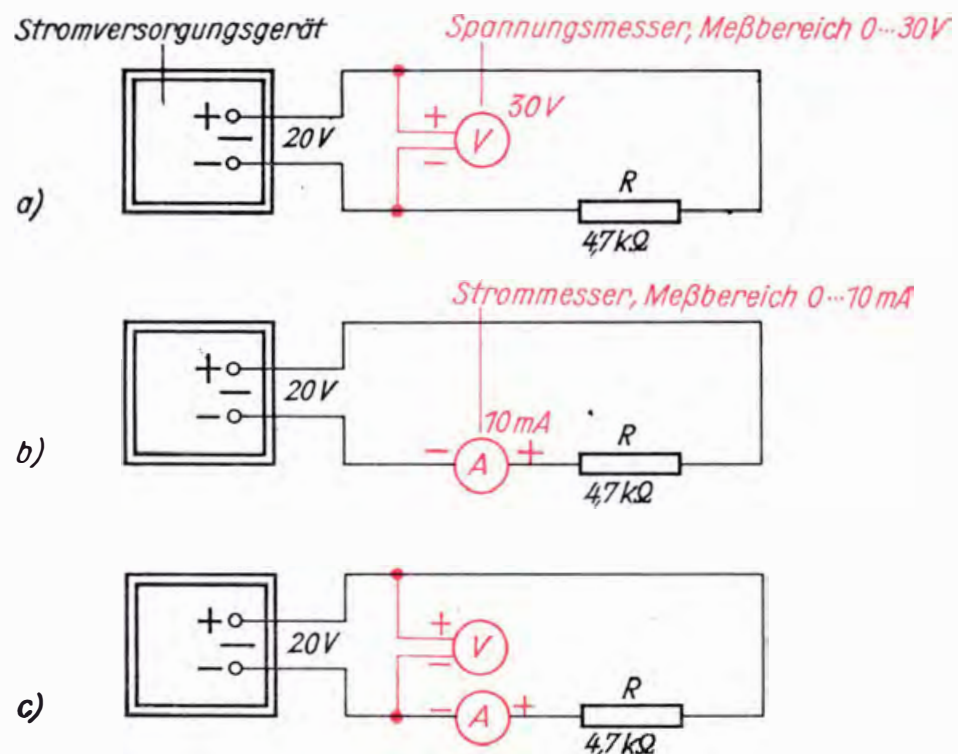 Stromversorgungsgerät
Spannungsmesser, Meßbereich 0···30V
+
20V
−
+
V
−
30V
R
4,7kΩ
a)
Strommesser, Meßbereich 0···10mA
+
20V
−
10mA
− A +
R
4,7kΩ
b)
+
20V
−
+
V
−
− A +
R
4,7kΩ
c)